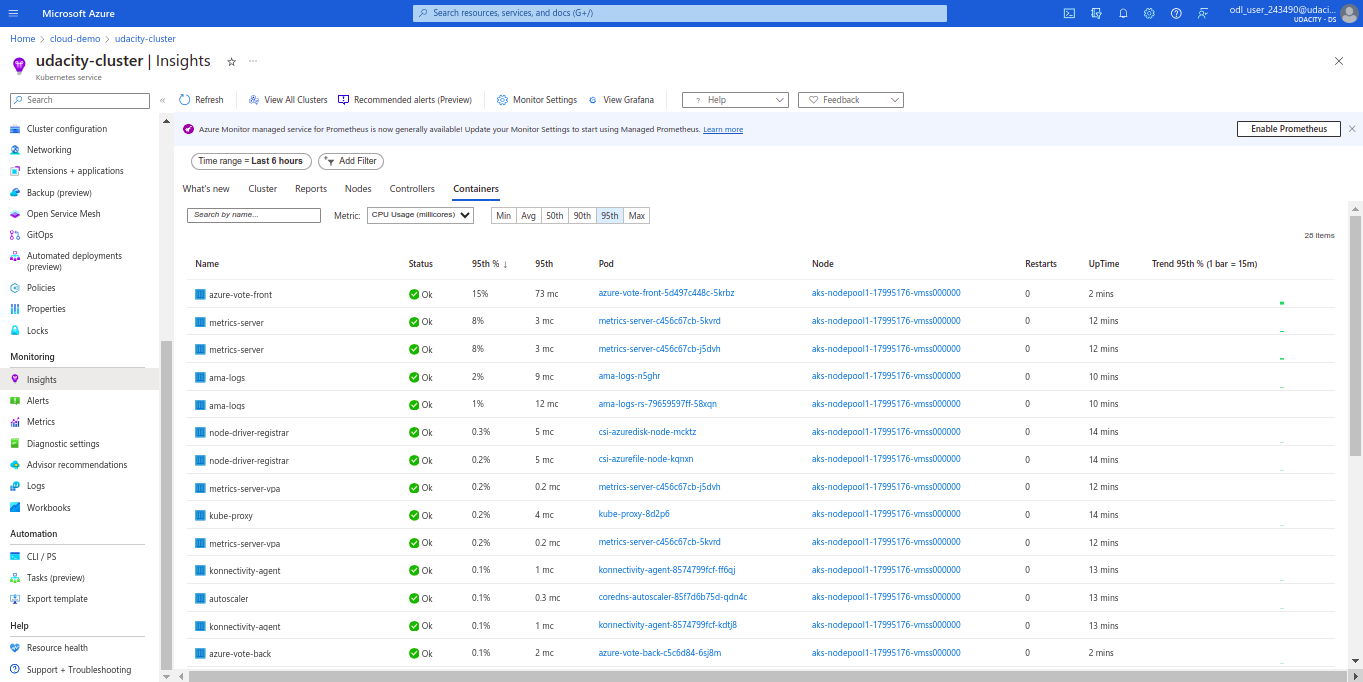 Microsoft Azure
Search resources, services, and docs (G+/)
odl_user_243490@udaci...
UDACITY - DS
Home > cloud-demo > udacity-cluster
udacity-cluster | Insights
Kubernetes service
Search
Refresh View All Clusters Recommended alerts (Preview) Monitor Settings View Grafana Help Feedback
Cluster configuration
Networking
Extensions + applications
Backup (preview)
Open Service Mesh
GitOps
Automated deployments
(preview)
Policies
Properties
Locks
Monitoring
Insights
Alerts
Metrics
Diagnostic settings
Advisor recommendations
Logs
Workbooks
Automation
CLI / PS
Tasks (preview)
Export template
Help
Resource health
Support + Troubleshooting
Azure Monitor managed service for Prometheus is now generally available! Update your Monitor Settings to start using Managed Prometheus. Learn more
Enable Prometheus
Time range = Last 6 hours Add Filter
What's new Cluster Reports Nodes Controllers Containers
Search by name... Metric: CPU Usage (millicores) Min Avg 50th 90th 95th Max
25 items
Name Status 95th % ↓ 95th Pod Node Restarts UpTime Trend 95th % (1 bar = 15m)
azure-vote-front Ok 15% 73 mc azure-vote-front-5d497c448c-5krbz aks-nodepool1-17995176-vmss000000 0 2 mins
metrics-server Ok 8% 3 mc metrics-server-c456c67cb-5kvrd aks-nodepool1-17995176-vmss000000 0 12 mins
metrics-server Ok 8% 3 mc metrics-server-c456c67cb-j5dvh aks-nodepool1-17995176-vmss000000 0 12 mins
ama-logs Ok 2% 9 mc ama-logs-n5ghr aks-nodepool1-17995176-vmss000000 0 10 mins
ama-logs Ok 1% 12 mc ama-logs-rs-79659597ff-58xqn aks-nodepool1-17995176-vmss000000 0 10 mins
node-driver-registrar Ok 0.3% 5 mc csi-azuredisk-node-mcktz aks-nodepool1-17995176-vmss000000 0 14 mins
node-driver-registrar Ok 0.2% 5 mc csi-azurefile-node-kqnxn aks-nodepool1-17995176-vmss000000 0 14 mins
metrics-server-vpa Ok 0.2% 0.2 mc metrics-server-c456c67cb-j5dvh aks-nodepool1-17995176-vmss000000 0 12 mins
kube-proxy Ok 0.2% 4 mc kube-proxy-8d2p6 aks-nodepool1-17995176-vmss000000 0 14 mins
metrics-server-vpa Ok 0.2% 0.2 mc metrics-server-c456c67cb-5kvrd aks-nodepool1-17995176-vmss000000 0 12 mins
konnectivity-agent Ok 0.1% 1 mc konnectivity-agent-8574799fcf-ff6qj aks-nodepool1-17995176-vmss000000 0 13 mins
autoscaler Ok 0.1% 0.3 mc coredns-autoscaler-85f7d6b75d-qdn4c aks-nodepool1-17995176-vmss000000 0 13 mins
konnectivity-agent Ok 0.1% 1 mc konnectivity-agent-8574799fcf-kdtj8 aks-nodepool1-17995176-vmss000000 0 13 mins
azure-vote-back Ok 0.1% 2 mc azure-vote-back-c5c6d84-6sj8m aks-nodepool1-17995176-vmss000000 0 2 mins